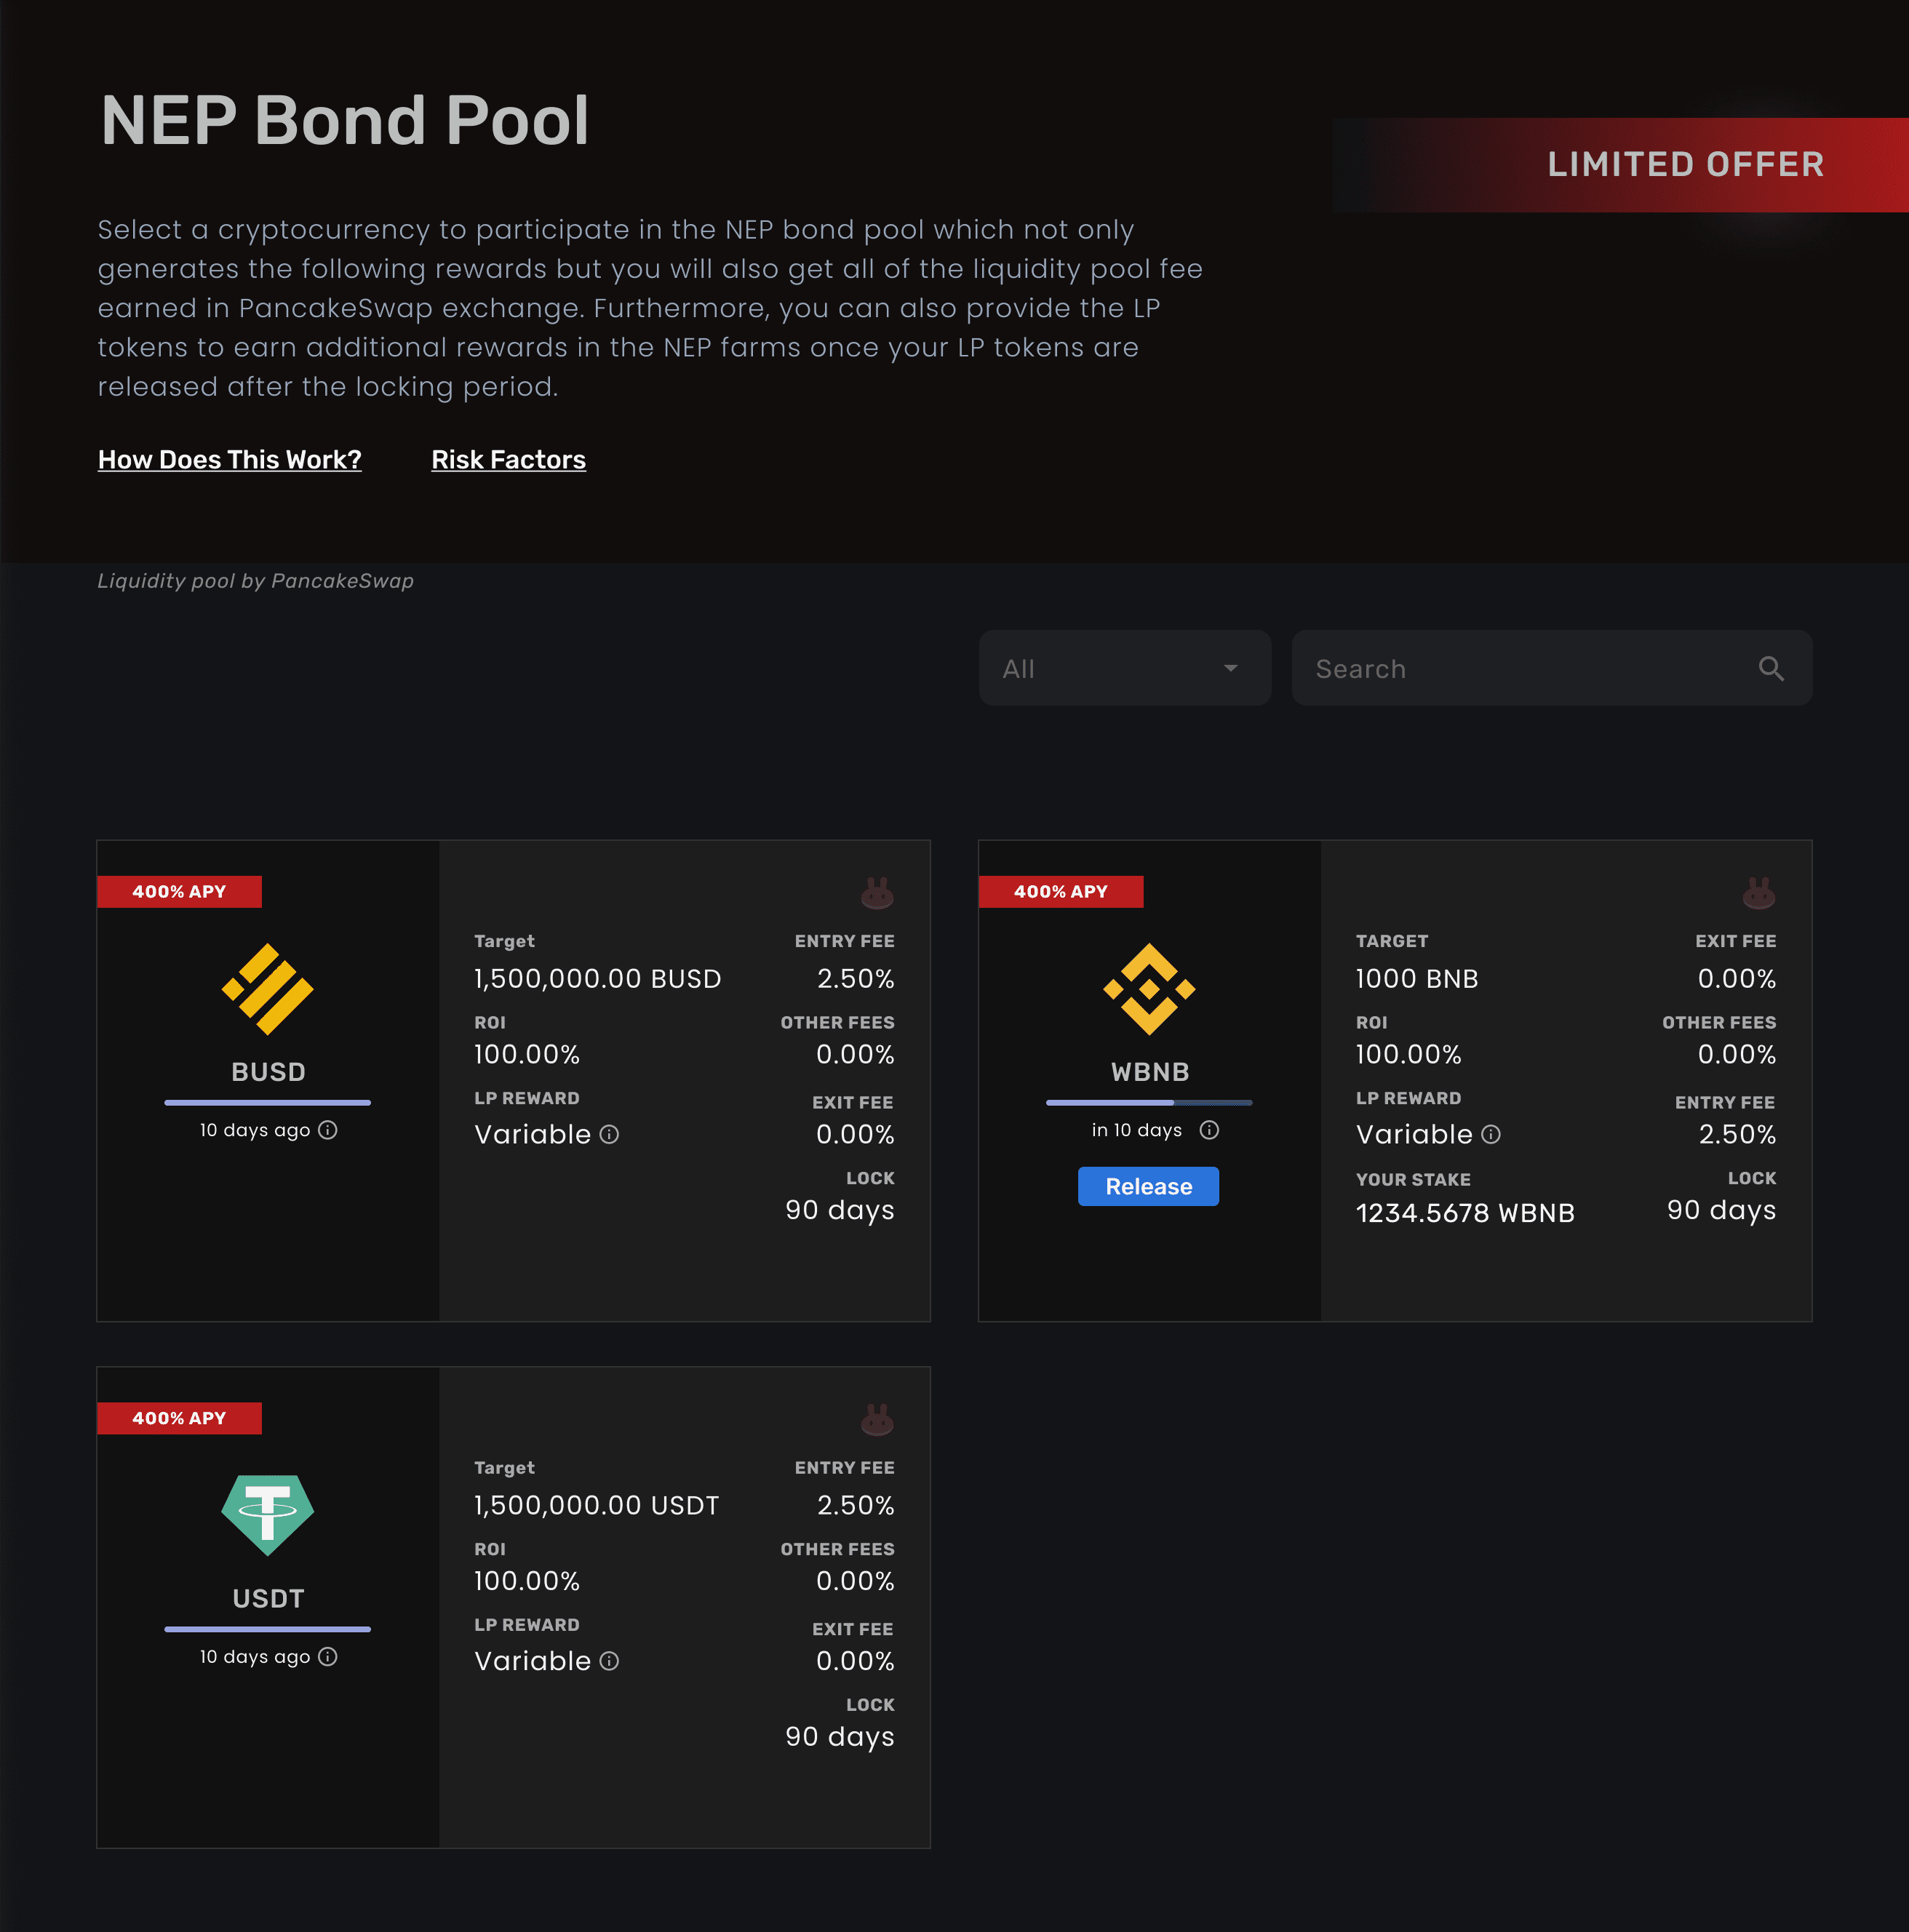 NEP Bond Pool
LIMITED OFFER
Select a cryptocurrency to participate in the NEP bond pool which not only
generates the following rewards but you will also get all of the liquidity pool fee
earned in PancakeSwap exchange. Furthermore, you can also provide the LP
tokens to earn additional rewards in the NEP farms once your LP tokens are
released after the locking period.
How Does This Work?
Risk Factors
Liquidity pool by PancakeSwap
All
Search
400% APY
BUSD
10 days ago
Target
1,500,000.00 BUSD
ROI
100.00%
LP REWARD
Variable
ENTRY FEE
2.50%
OTHER FEES
0.00%
EXIT FEE
0.00%
LOCK
90 days
400% APY
WBNB
in 10 days
Release
TARGET
1000 BNB
ROI
100.00%
LP REWARD
Variable
YOUR STAKE
1234.5678 WBNB
EXIT FEE
0.00%
OTHER FEES
0.00%
ENTRY FEE
2.50%
LOCK
90 days
400% APY
USDT
10 days ago
Target
1,500,000.00 USDT
ROI
100.00%
LP REWARD
Variable
ENTRY FEE
2.50%
OTHER FEES
0.00%
EXIT FEE
0.00%
LOCK
90 days